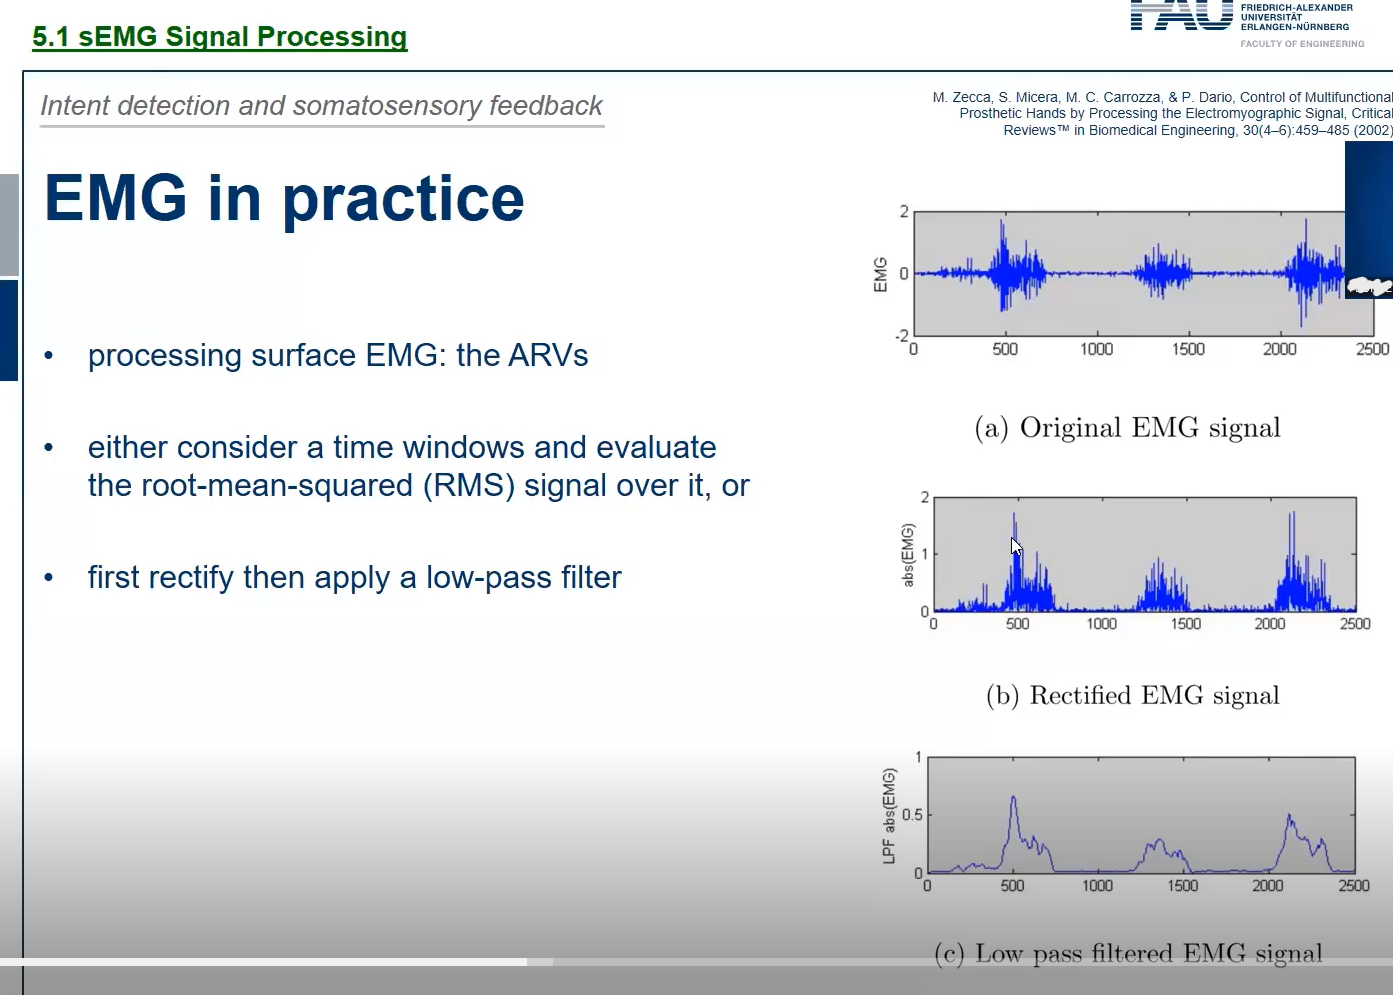 5.1 sEMG Signal Processing
FAU
FRIEDRICH-ALEXANDER
UNIVERSITÄT
ERLANGEN-NÜRNBERG
FACULTY OF ENGINEERING
Intent detection and somatosensory feedback
M. Zecca, S. Micera, M. C. Carrozza, & P. Dario, Control of Multifunctional
Prosthetic Hands by Processing the Electromyographic Signal, Critical
Reviews™ in Biomedical Engineering, 30(4–6):459–485 (2002)
EMG in practice
• processing surface EMG: the ARVs
• either consider a time windows and evaluate
the root-mean-squared (RMS) signal over it, or
• first rectify then apply a low-pass filter
EMG
2
0
-2
0 500 1000 1500 2000 2500
(a) Original EMG signal
abs(EMG)
2
1
0
0 500 1000 1500 2000 2500
(b) Rectified EMG signal
LPF abs(EMG)
1
0.5
0
0 500 1000 1500 2000 2500
(c) Low pass filtered EMG signal